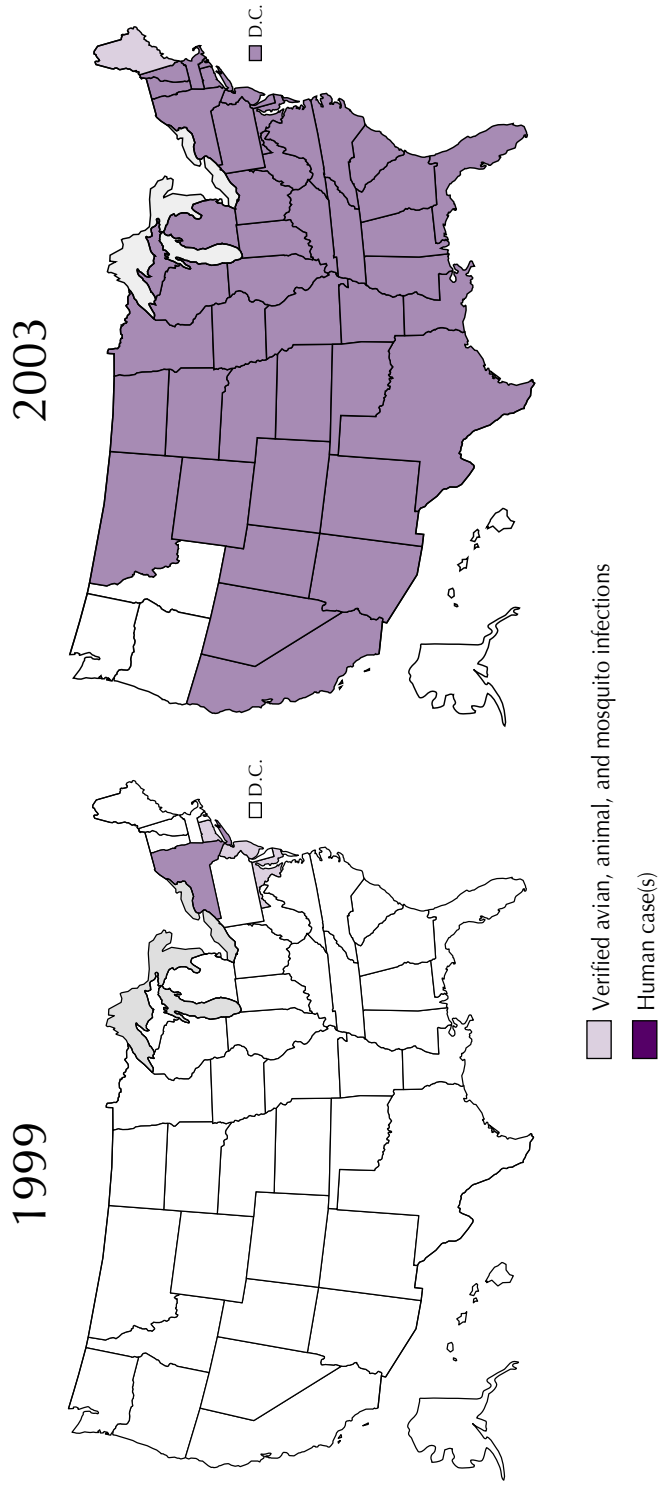 1999
D.C.
2003
D.C.
Verified avian, animal, and mosquito infections
Human case(s)